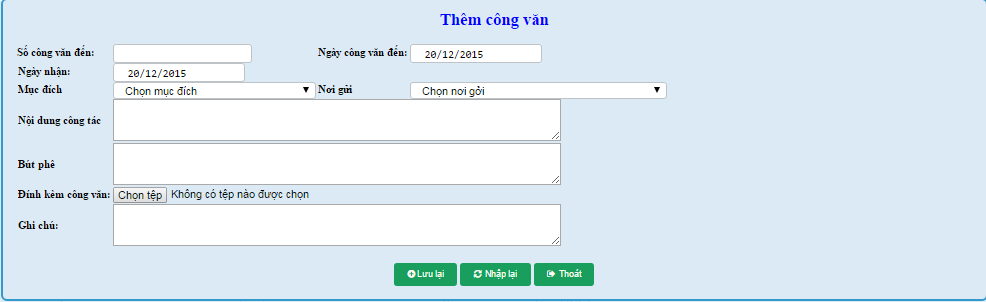 Thêm công văn
Số công văn đến: Ngày công văn đến: 20/12/2015
Ngày nhận: 20/12/2015
Mục đích Chọn mục đích Nơi gửi Chọn nơi gởi
Nội dung công tác
Bút phê
Đính kèm công văn: Chọn tệp Không có tệp nào được chọn
Ghi chủ:
Lưu lại Nhập lại Thoát